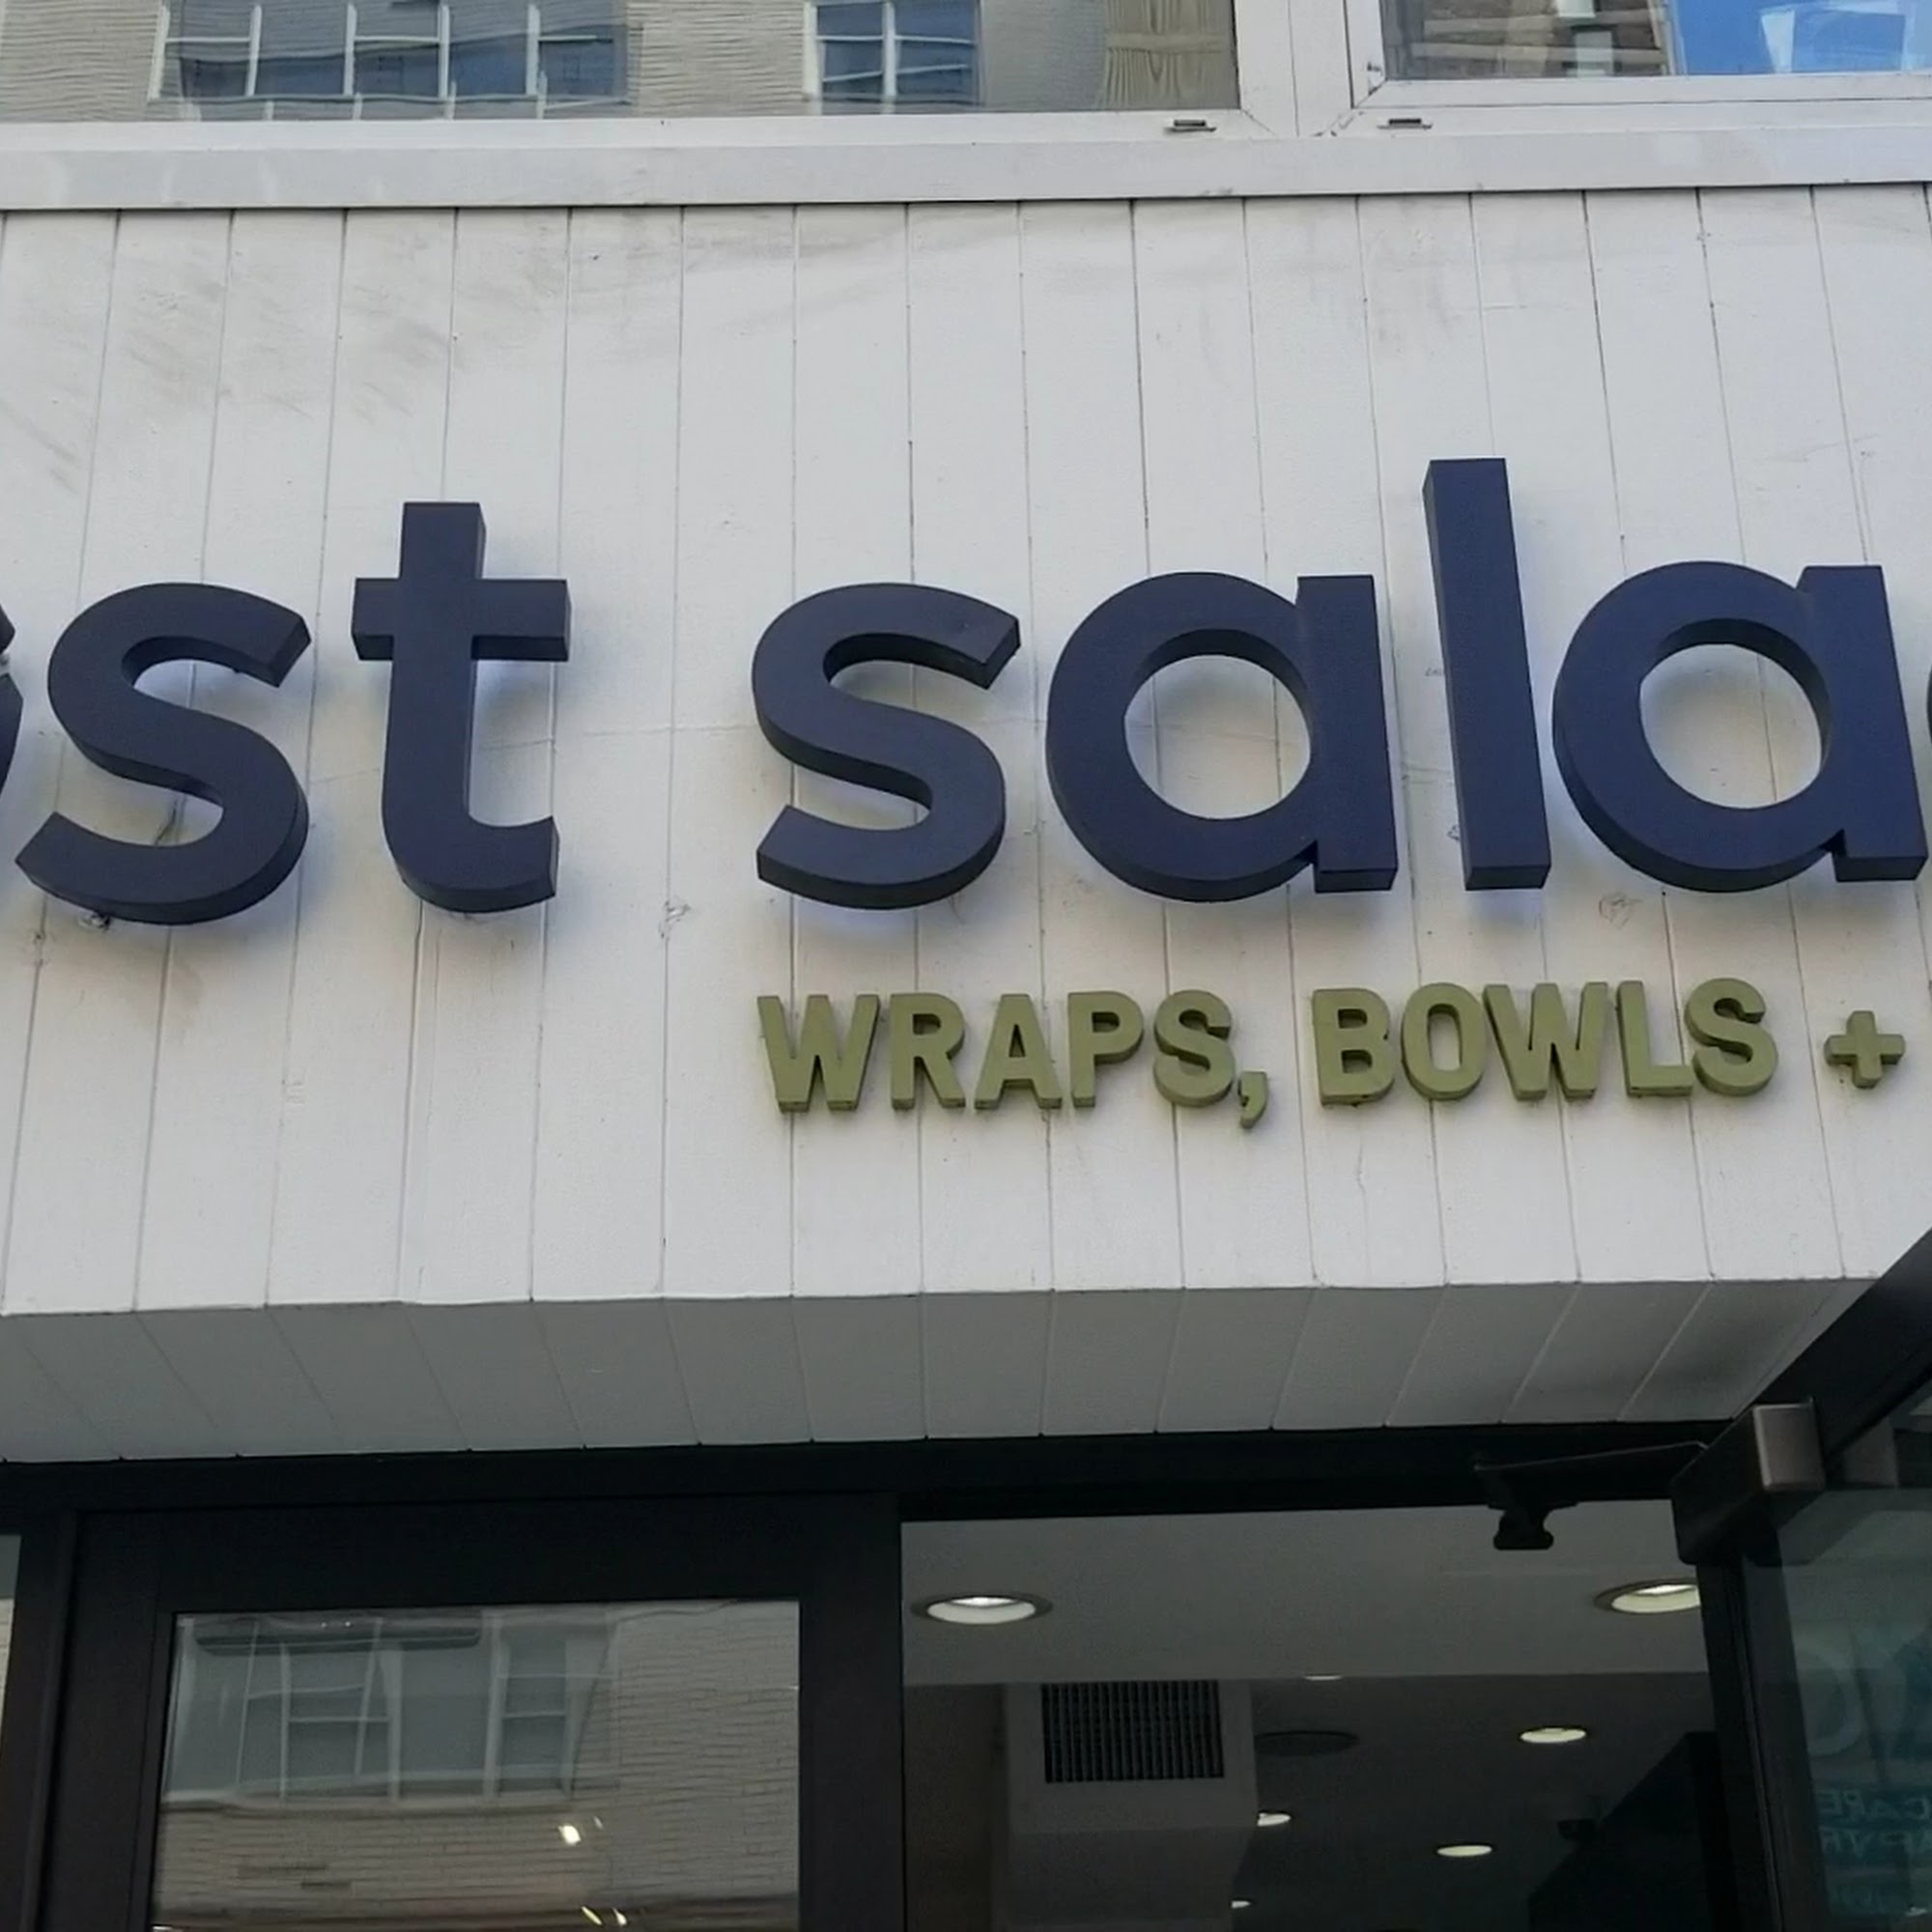 st sala
WRAPS, BOWLS +